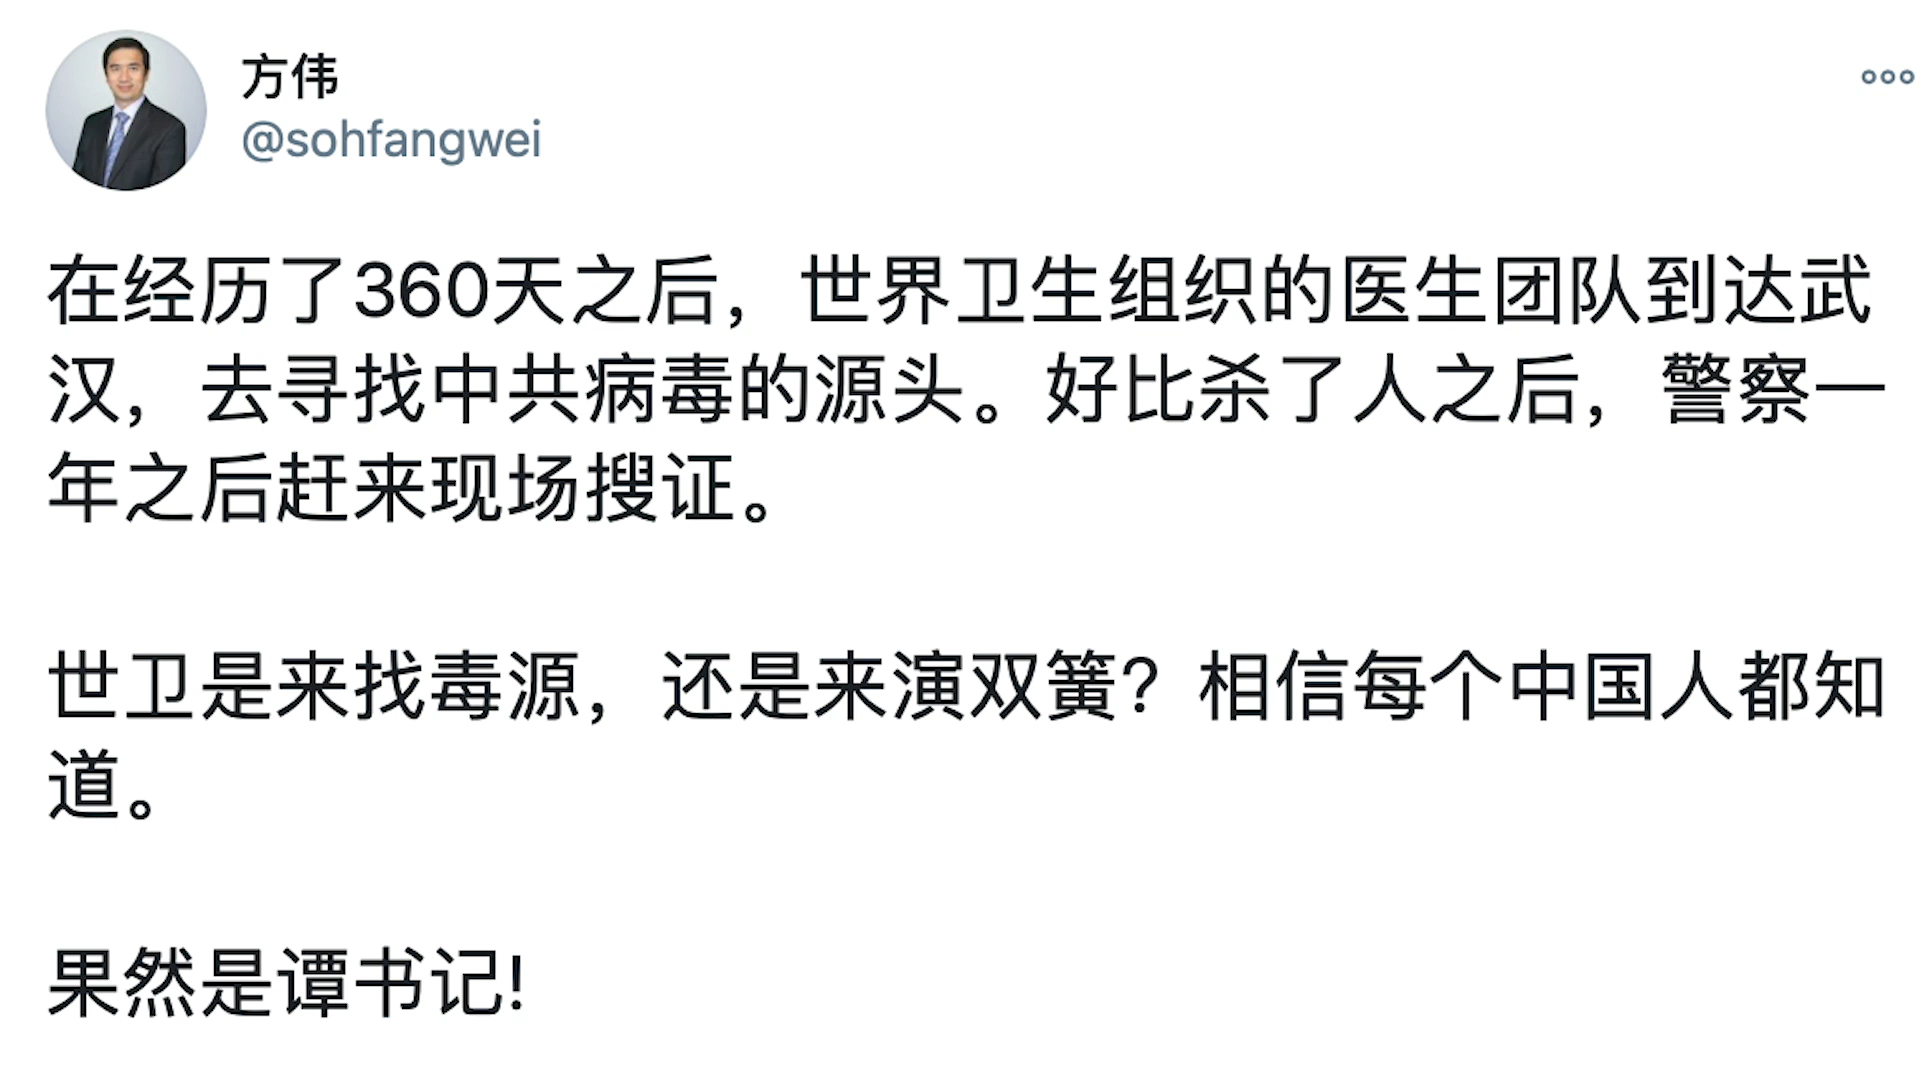 方伟
@sohfangwei
在经历了360天之后，世界卫生组织的医生团队到达武
汉，去寻找中共病毒的源头。好比杀了人之后，警察一
年之后赶来现场搜证。
世卫是来找毒源，还是来演双簧？相信每个中国人都知
道。
果然是谭书记!